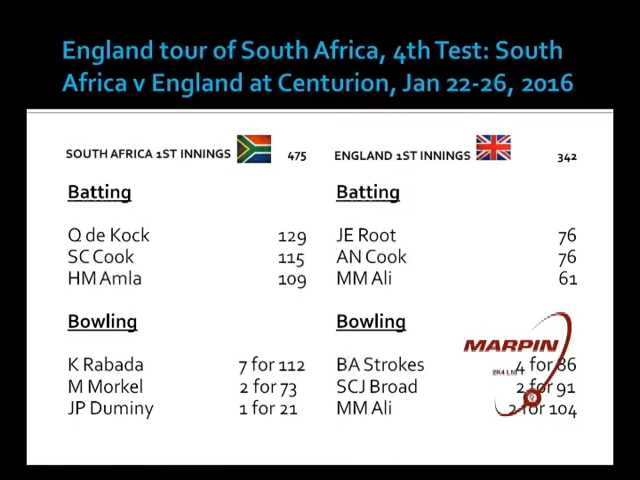 England tour of South Africa, 4th Test: South
Africa v England at Centurion, Jan 22-26, 2016
SOUTH AFRICA 1ST INNINGS 475
Batting
Q de Kock 129
SC Cook 115
HM Amla 109
Bowling
K Rabada 7 for 112
M Morkel 2 for 73
JP Duminy 1 for 21
ENGLAND 1ST INNINGS 342
Batting
JE Root 76
AN Cook 76
MM Ali 61
Bowling
BA Strokes 4 for 86
SCJ Broad 2 for 91
MM Ali 2 for 104
MARPIN
2K4 Ltd